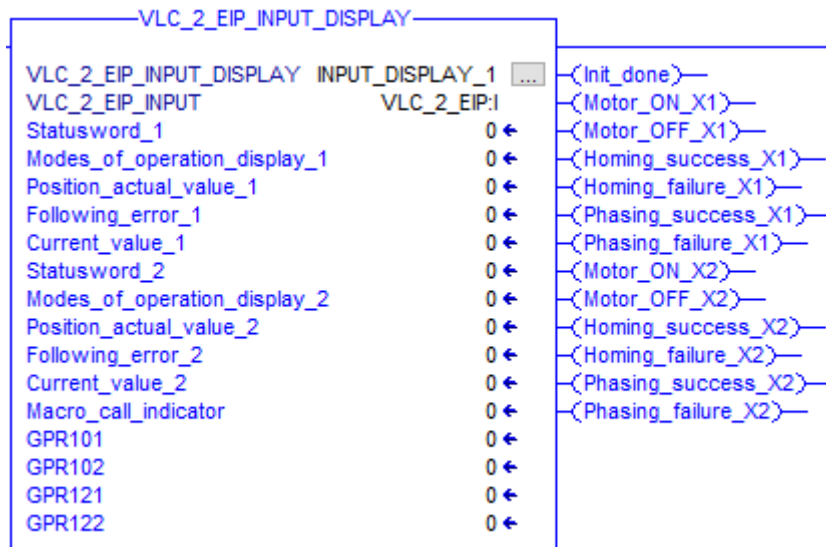 VLC_2_EIP_INPUT_DISPLAY
VLC_2_EIP_INPUT_DISPLAY INPUT_DISPLAY_1 ... (Init_done)
VLC_2_EIP_INPUT VLC_2_EIP:I (Motor_ON_X1)
Statusword_1 0 (Motor_OFF_X1)
Modes_of_operation_display_1 0 (Homing_success_X1)
Position_actual_value_1 0 (Homing_failure_X1)
Following_error_1 0 (Phasing_success_X1)
Current_value_1 0 (Phasing_failure_X1)
Statusword_2 0 (Motor_ON_X2)
Modes_of_operation_display_2 0 (Motor_OFF_X2)
Position_actual_value_2 0 (Homing_success_X2)
Following_error_2 0 (Homing_failure_X2)
Current_value_2 0 (Phasing_success_X2)
Macro_call_indicator 0 (Phasing_failure_X2)
GPR101 0
GPR102 0
GPR121 0
GPR122 0